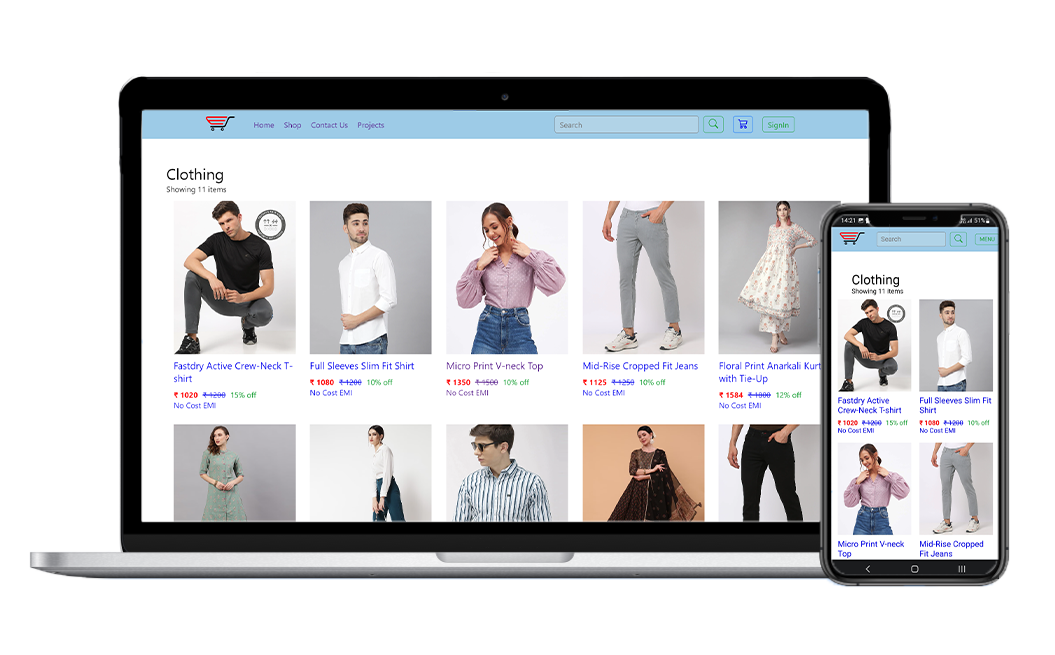 Home Shop Contact Us Projects Search SignIn
Clothing
Showing 11 items
Fastdry Active Crew-Neck T-
shirt
₹ 1020 ₹ 1200 15% off
No Cost EMI
Full Sleeves Slim Fit Shirt
₹ 1080 ₹ 1200 10% off
No Cost EMI
Micro Print V-neck Top
₹ 1350 ₹ 1500 10% off
No Cost EMI
Mid-Rise Cropped Fit Jeans
₹ 1125 ₹ 1250 10% off
No Cost EMI
Floral Print Anarkali Kurt
with Tie-Up
₹ 1584 ₹ 1800 12% off
No Cost EMI
14:21 51%
Search MENU
Clothing
Showing 11 items
Fastdry Active
Crew-Neck T-shirt
₹ 1020 ₹ 1200 15% off
No Cost EMI
Full Sleeves Slim Fit
Shirt
₹ 1080 ₹ 1200 10% off
No Cost EMI
Micro Print V-neck
Top
Mid-Rise Cropped
Fit Jeans